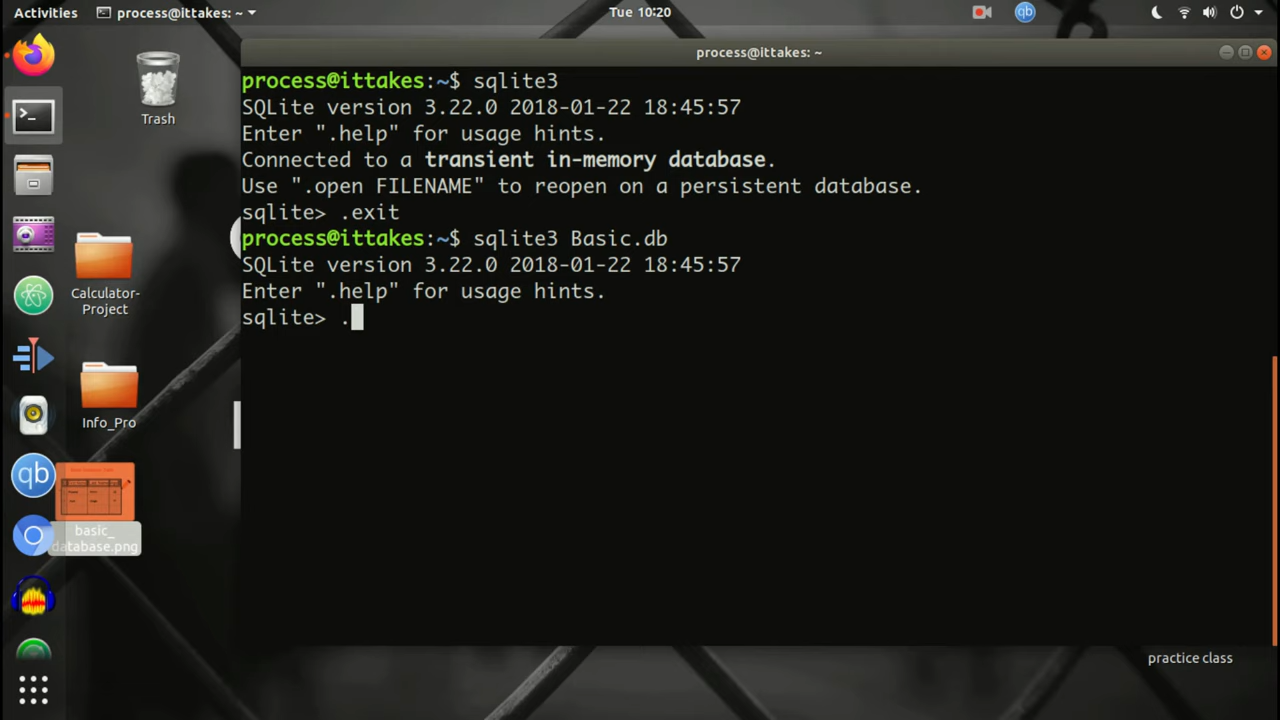 Activities
process@ittakes: ~
Tue 10:20
qb
process@ittakes: ~
process@ittakes:~$ sqlite3
SQLite version 3.22.0 2018-01-22 18:45:57
Enter ".help" for usage hints.
Connected to a transient in-memory database.
Use ".open FILENAME" to reopen on a persistent database.
sqlite> .exit
process@ittakes:~$ sqlite3 Basic.db
SQLite version 3.22.0 2018-01-22 18:45:57
Enter ".help" for usage hints.
sqlite> .
Trash
Calculator-
Project
Info_Pro
qb
basic_
database.png
practice class